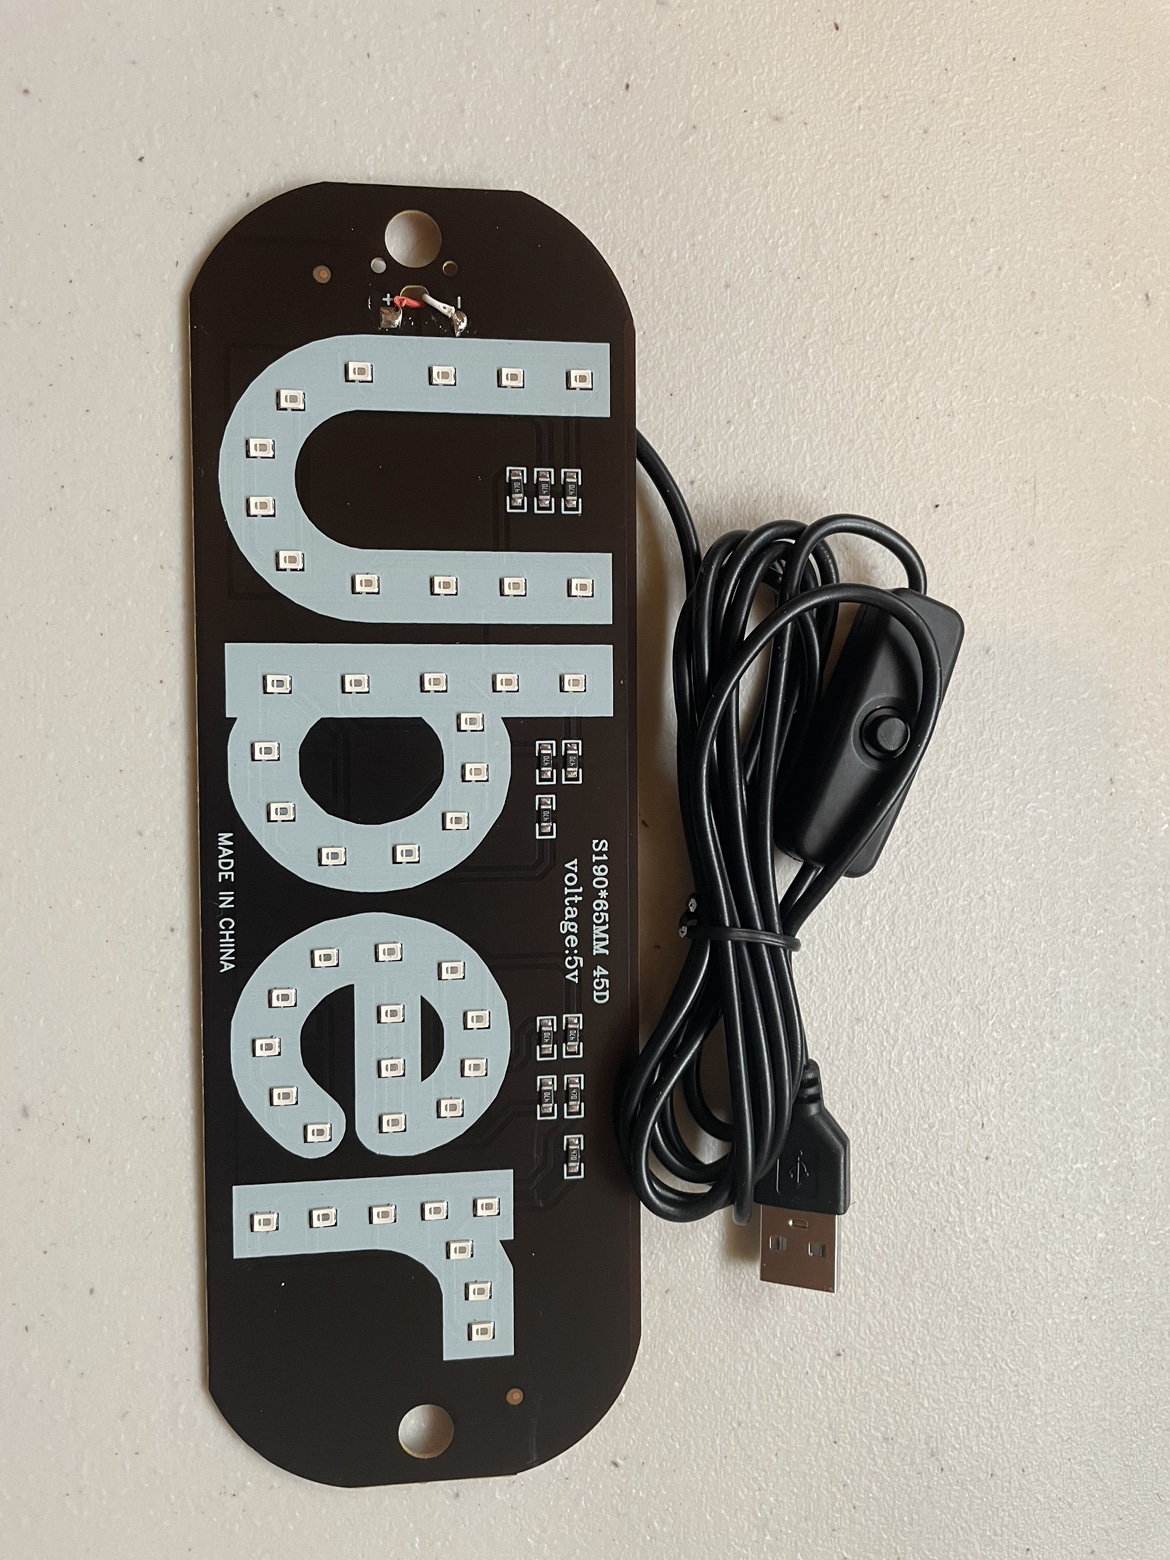 Uber
S190*65MM 45D
voltage:5v
MADE IN CHINA
+ -